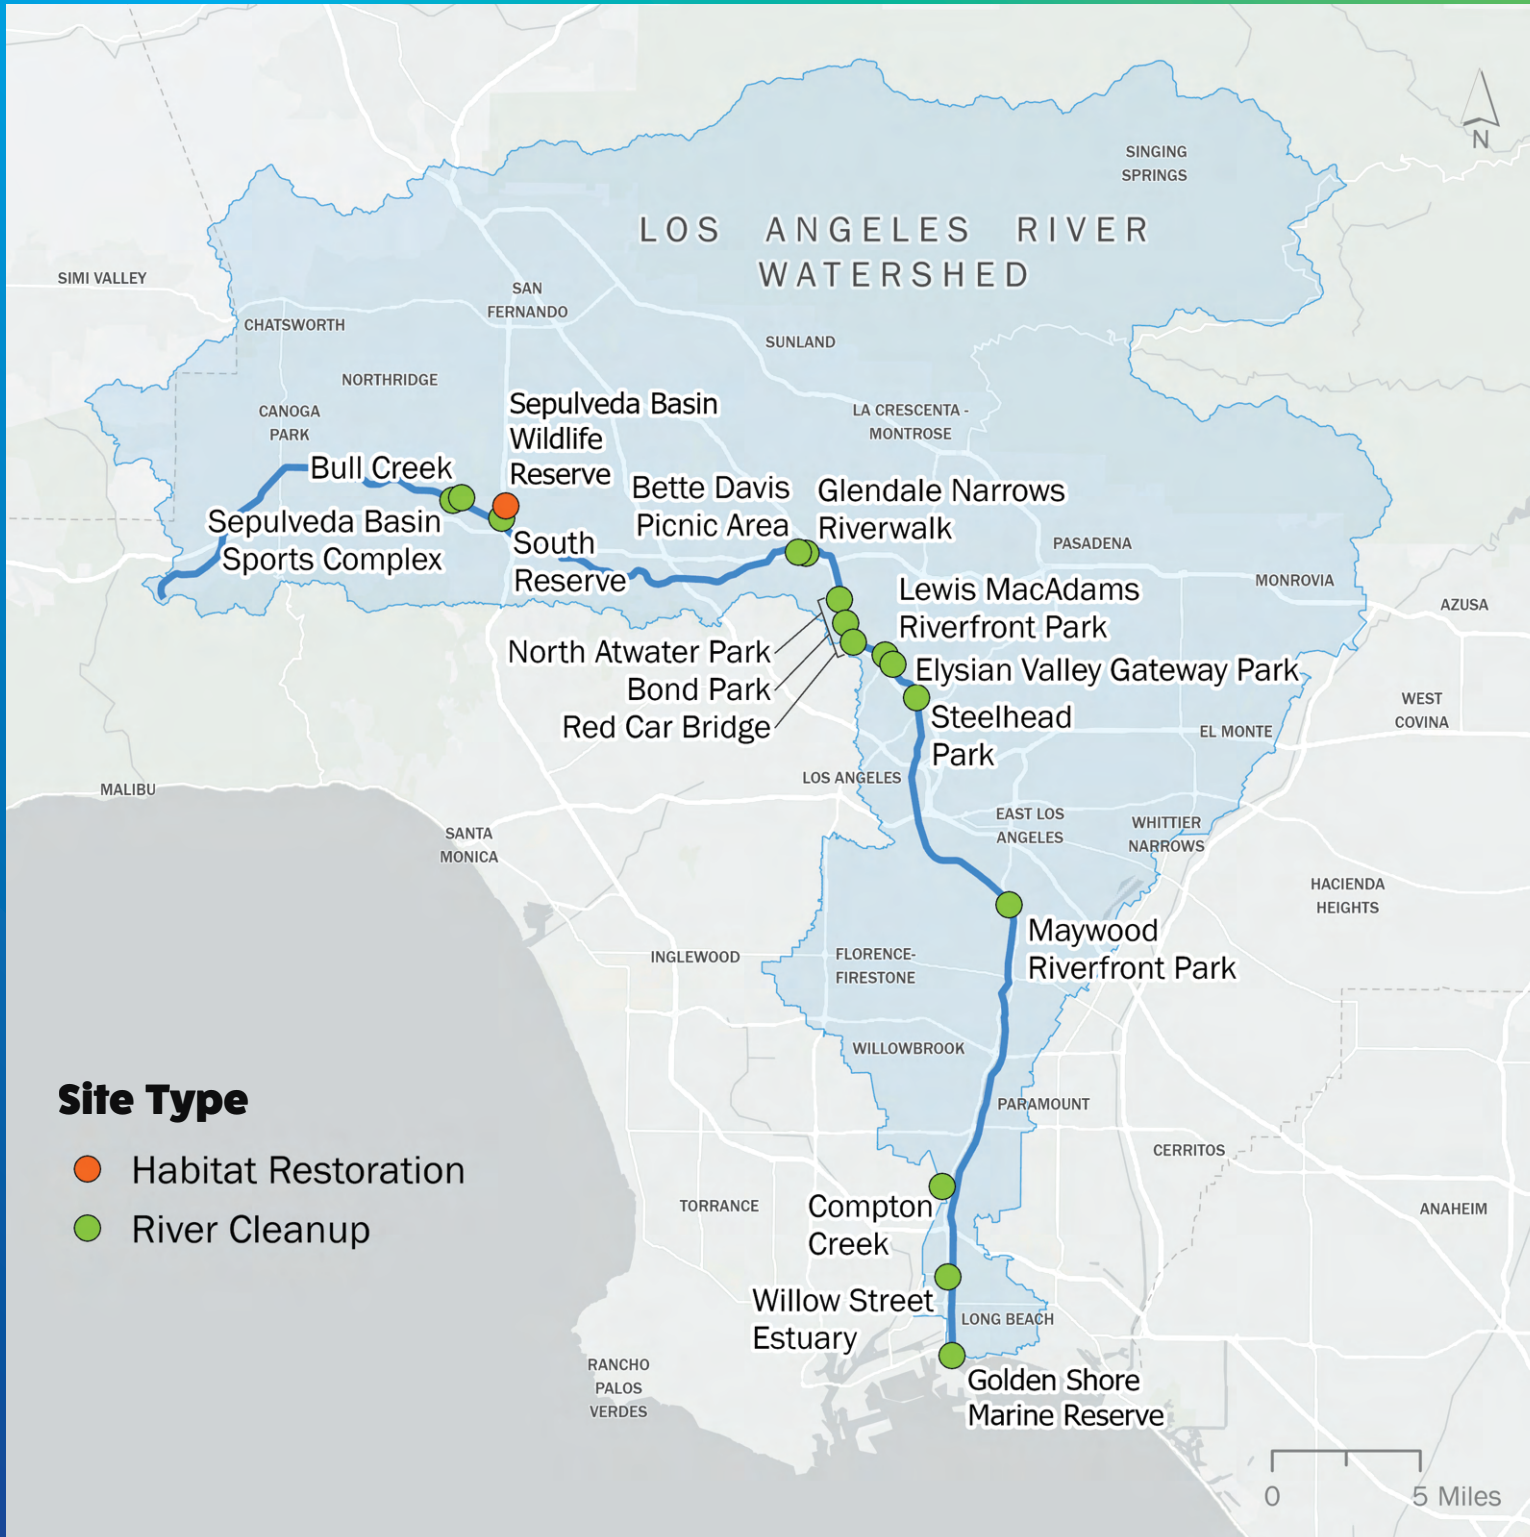 N
SINGING
SPRINGS
LOS ANGELES RIVER
WATERSHED
SIMI VALLEY
SAN
FERNANDO
CHATSWORTH
SUNLAND
NORTHRIDGE
CANOGA
PARK
LA CRESCENTA -
MONTROSE
Sepulveda Basin
Wildlife
Reserve
Bull Creek
Bette Davis
Picnic Area
Glendale Narrows
Riverwalk
Sepulveda Basin
Sports Complex
South
Reserve
PASADENA
MONROVIA
AZUSA
Lewis MacAdams
Riverfront Park
North Atwater Park
Bond Park
Red Car Bridge
Elysian Valley Gateway Park
Steelhead
Park
WEST
COVINA
EL MONTE
LOS ANGELES
MALIBU
SANTA
MONICA
EAST LOS
ANGELES
WHITTIER
NARROWS
HACIENDA
HEIGHTS
Maywood
Riverfront Park
INGLEWOOD
FLORENCE-
FIRESTONE
WILLOWBROOK
PARAMOUNT
CERRITOS
Site Type
Habitat Restoration
River Cleanup
TORRANCE
Compton
Creek
ANAHEIM
Willow Street
Estuary
LONG BEACH
RANCHO
PALOS
VERDES
Golden Shore
Marine Reserve
0 5 Miles